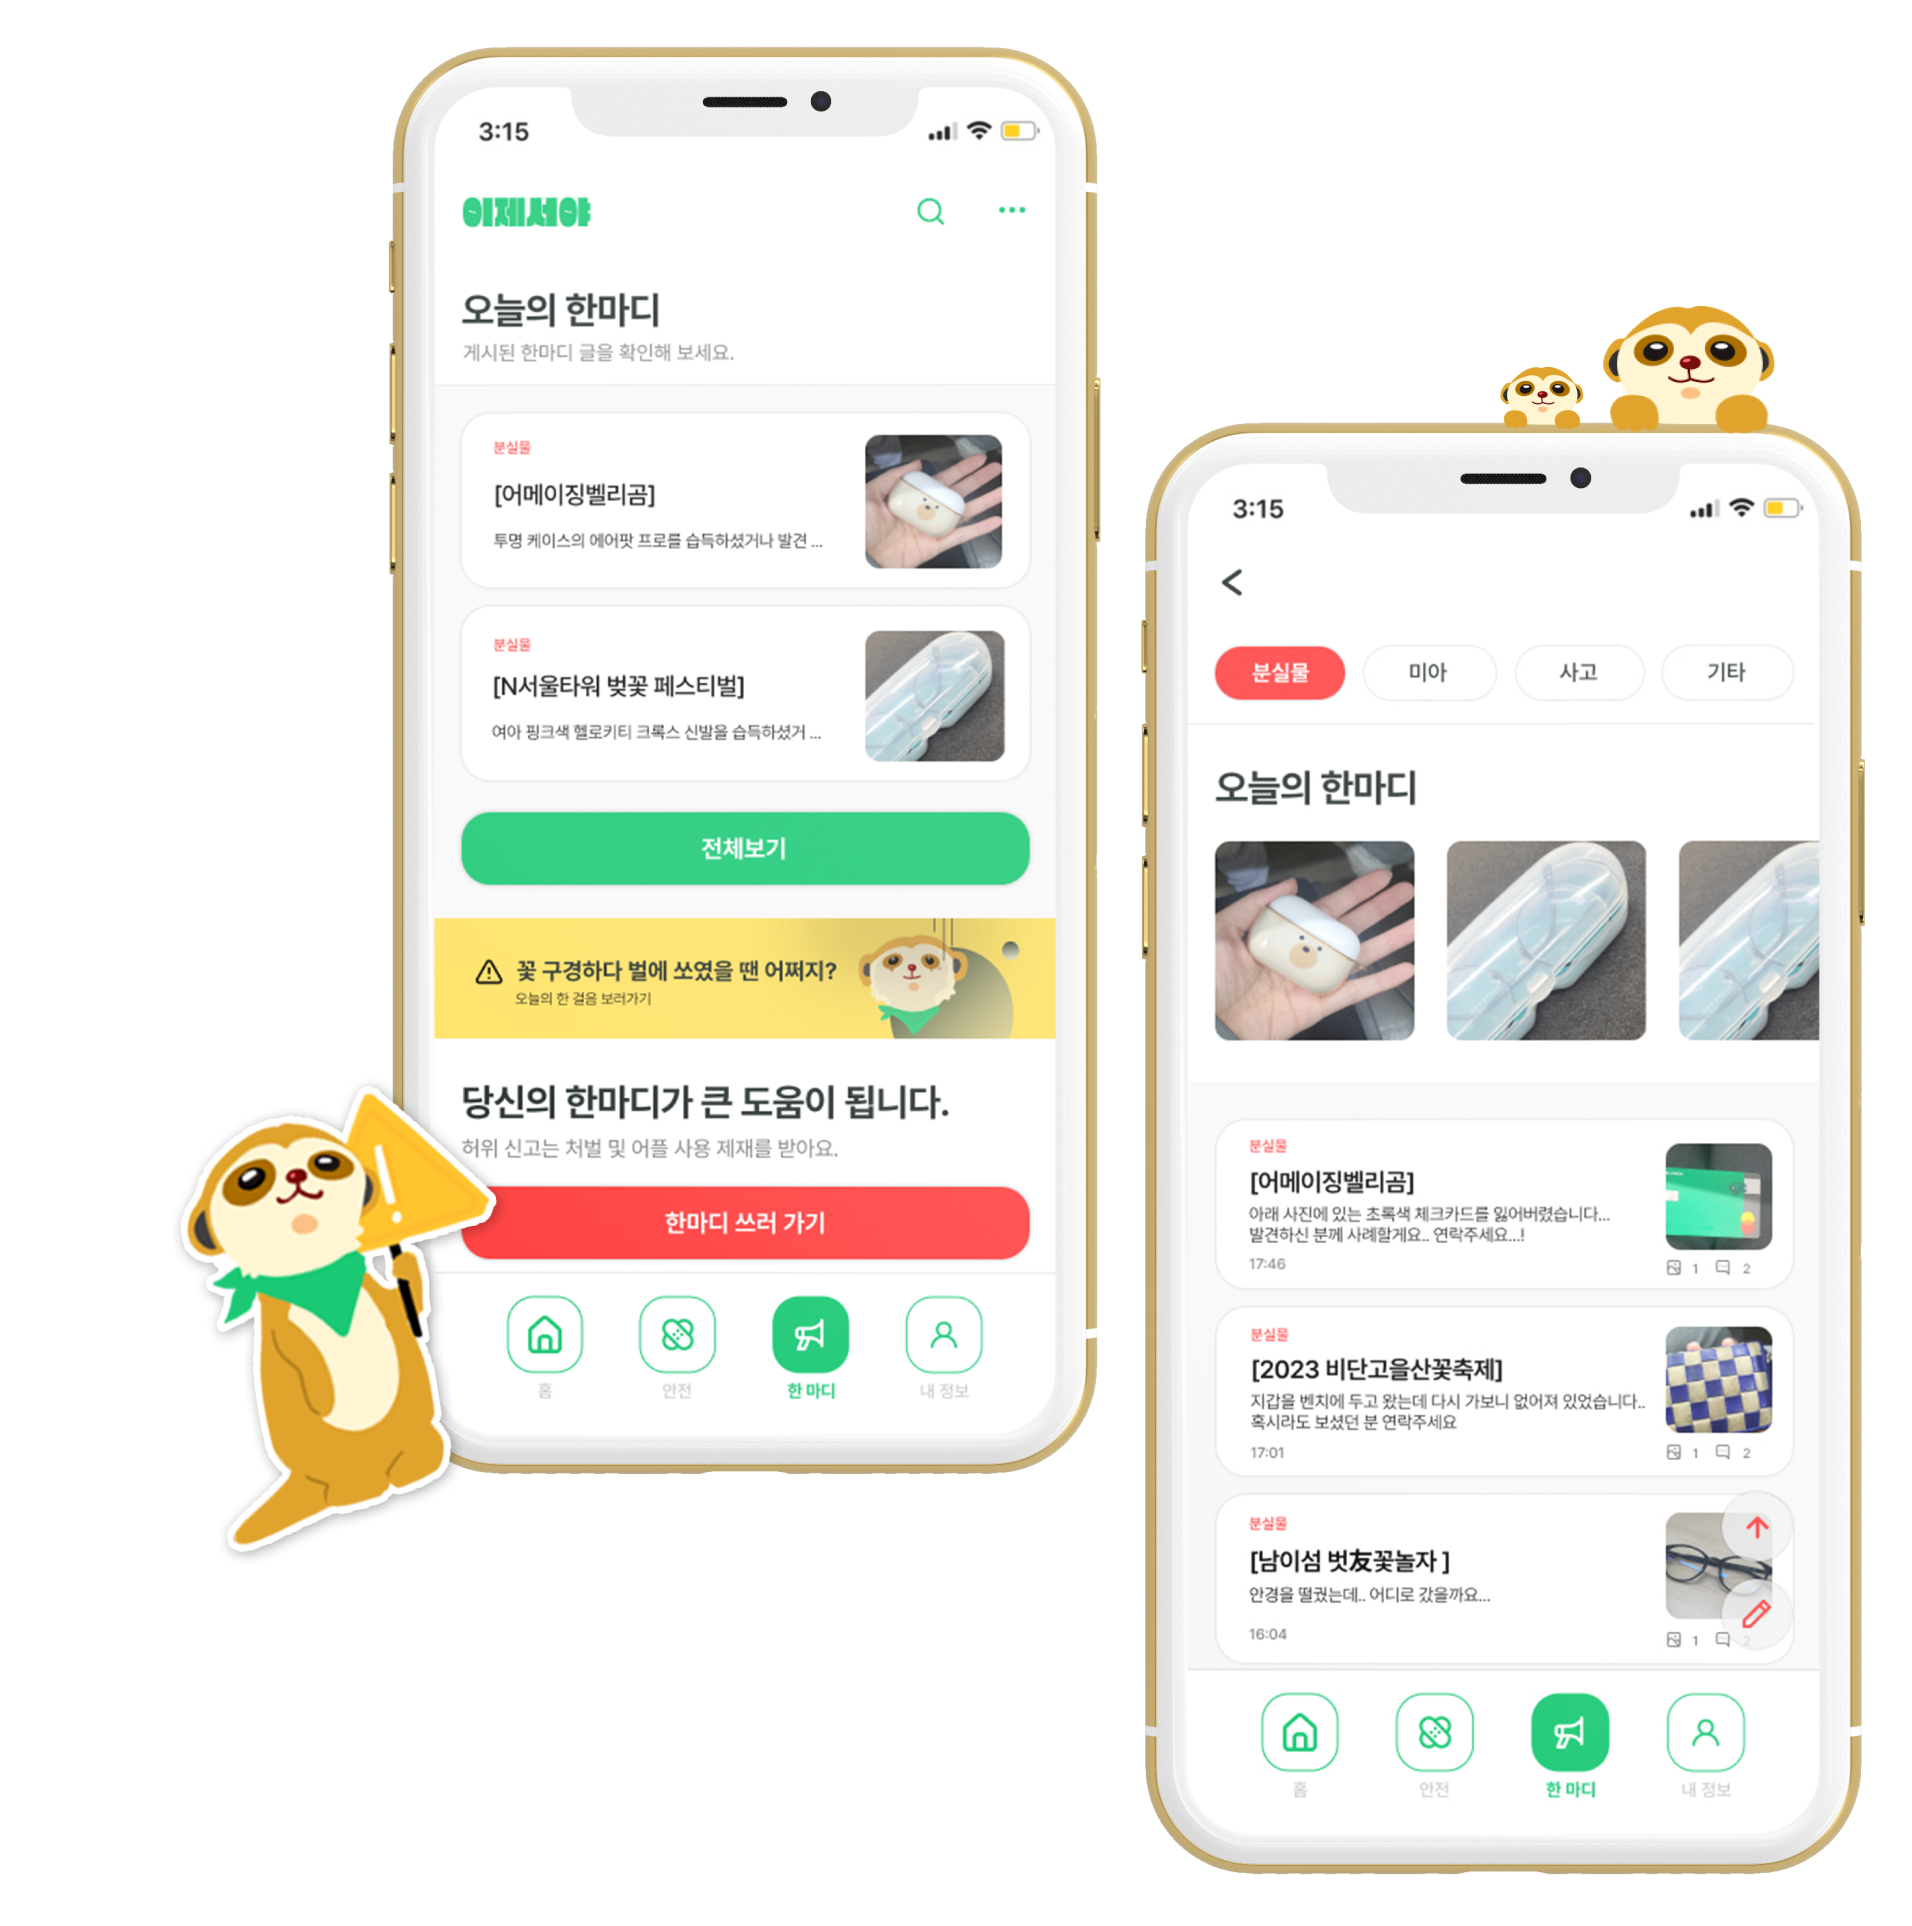 3:15
이제서야
오늘의 한마디
게시된 한마디 글을 확인해 보세요.
분실물
[어메이징벨리곰]
투명 케이스의 에어팟 프로를 습득하셨거나 발견 ...
분실물
[N서울타워 벚꽃 페스티벌]
여아 핑크색 헬로키티 크록스 신발을 습득하셨거 ...
전체보기
꽃 구경하다 벌에 쏘였을 땐 어쩌지?
오늘의 한 걸음 보러가기
당신의 한마디가 큰 도움이 됩니다.
허위 신고는 처벌 및 어플 사용 제재를 받아요.
한마디 쓰러 가기
홈 안전 한 마디 내 정보
3:15
분실물 미아 사고 기타
오늘의 한마디
분실물
[어메이징벨리곰]
아래 사진에 있는 초록색 체크카드를 잃어버렸습니다...
발견하신 분께 사례할게요.. 연락주세요...!
17:46
1 2
분실물
[2023 비단고을산꽃축제]
지갑을 벤치에 두고 왔는데 다시 가보니 없어져 있었습니다..
혹시라도 보셨던 분 연락주세요
17:01
1 2
분실물
[남이섬 벗友꽃놀자 ]
안경을 떨궜는데.. 어디로 갔을까요...
16:04
1 2
홈 안전 한 마디 내 정보